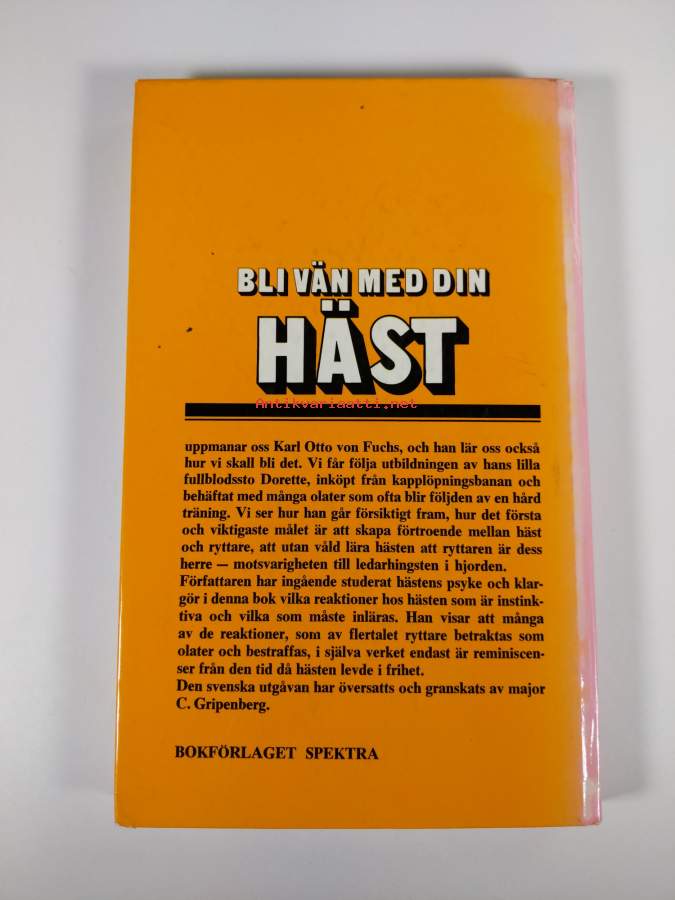 BLI VÄN MED DIN
HÄST
Antikvariaatti.net
uppmanar oss Karl Otto von Fuchs, och han lär oss också
hur vi skall bli det. Vi får följa utbildningen av hans lilla
fullblodssto Dorette, inköpt från kapplöpningsbanan och
behäftat med många olater som ofta blir följden av en hård
träning. Vi ser hur han går försiktigt fram, hur det första
och viktigaste målet är att skapa förtroende mellan häst
och ryttare, att utan våld lära hästen att ryttaren är dess
herre — motsvarigheten till ledarhingsten i hjorden.
Författaren har ingående studerat hästens psyke och klar-
gör i denna bok vilka reaktioner hos hästen som är instink-
tiva och vilka som måste inläras. Han visar att många
av de reaktioner, som av flertalet ryttare betraktas som
olater och bestraffas, i själva verket endast är reminiscen-
ser från den tid då hästen levde i frihet.
Den svenska utgåvan har översatts och granskats av major
C. Gripenberg.
BOKFÖRLAGET SPEKTRA